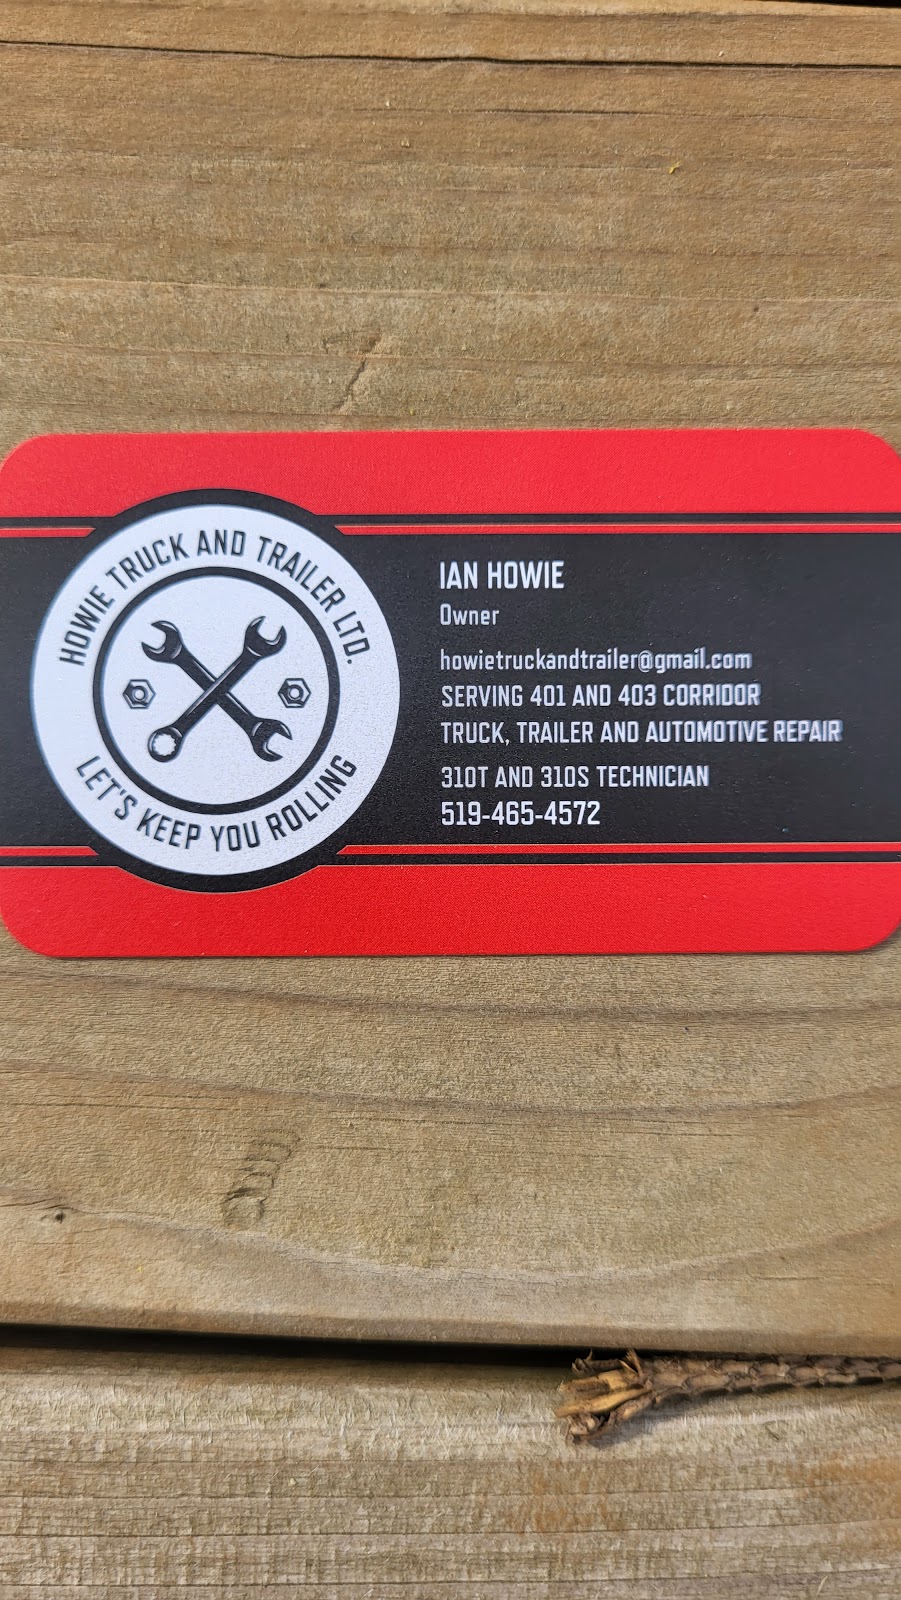 HOWIE TRUCK AND TRAILER LTD.
LET'S KEEP YOU ROLLING
IAN HOWIE
Owner
howietruckandtrailer@gmail.com
SERVING 401 AND 403 CORRIDOR
TRUCK, TRAILER AND AUTOMOTIVE REPAIR
310T AND 310S TECHNICIAN
519-465-4572